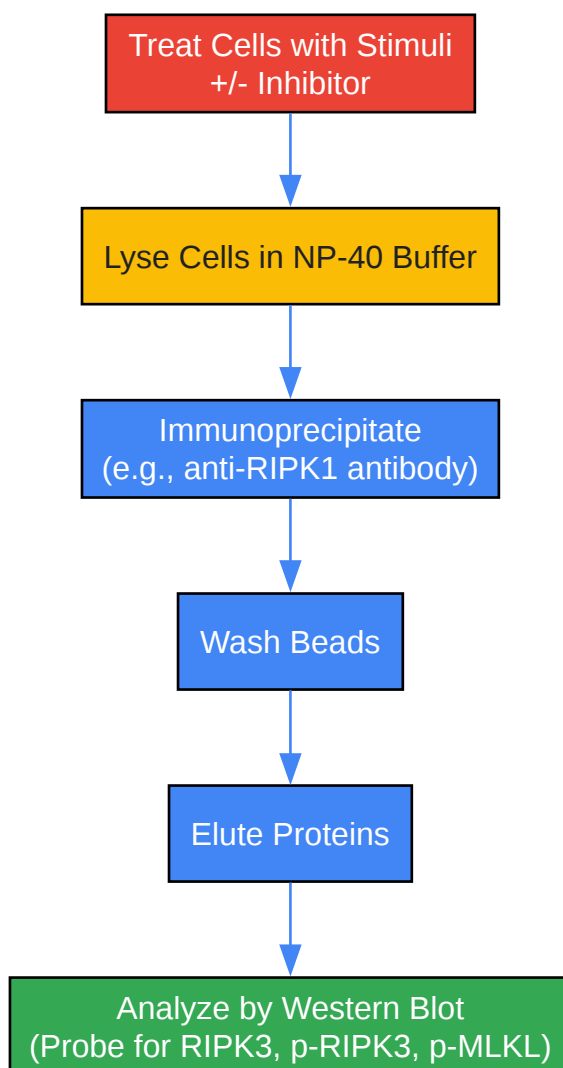 Treat Cells with Stimuli
+/- Inhibitor
Lyse Cells in NP-40 Buffer
Immunoprecipitate
(e.g., anti-RIPK1 antibody)
Wash Beads
Elute Proteins
Analyze by Western Blot
(Probe for RIPK3, p-RIPK3, p-MLKL)